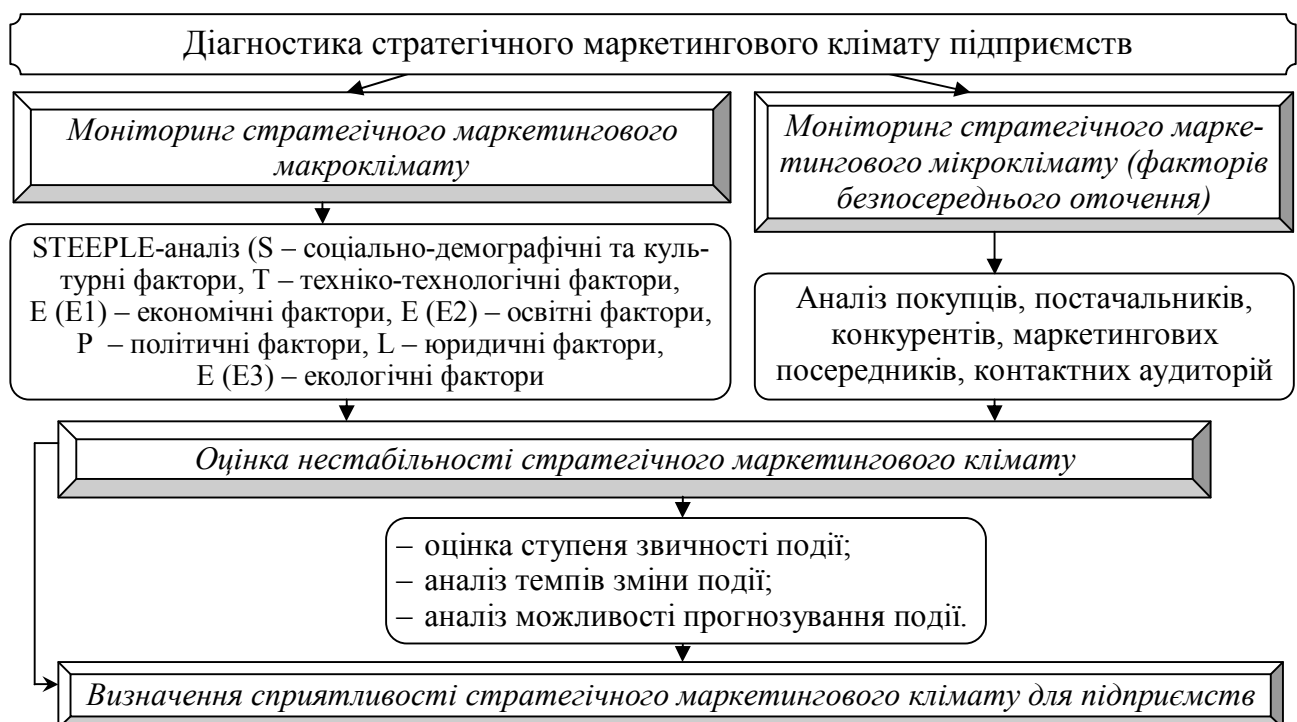 Діагностика стратегічного маркетингового клімату підприємств
Моніторинг стратегічного маркетингового
макроклімату
Моніторинг стратегічного марке-
тингового мікроклімату (факторів
безпосереднього оточення)
STEEPLE-аналіз (S – соціально-демографічні та куль-
турні фактори, T – техніко-технологічні фактори,
E (E1) – економічні фактори, E (E2) – освітні фактори,
P – політичні фактори, L – юридичні фактори,
E (E3) – екологічні фактори
Аналіз покупців, постачальників,
конкурентів, маркетингових
посередників, контактних аудиторій
Оцінка нестабільності стратегічного маркетингового клімату
– оцінка ступеня звичності події;
– аналіз темпів зміни події;
– аналіз можливості прогнозування події.
Визначення сприятливості стратегічного маркетингового клімату для підприємств